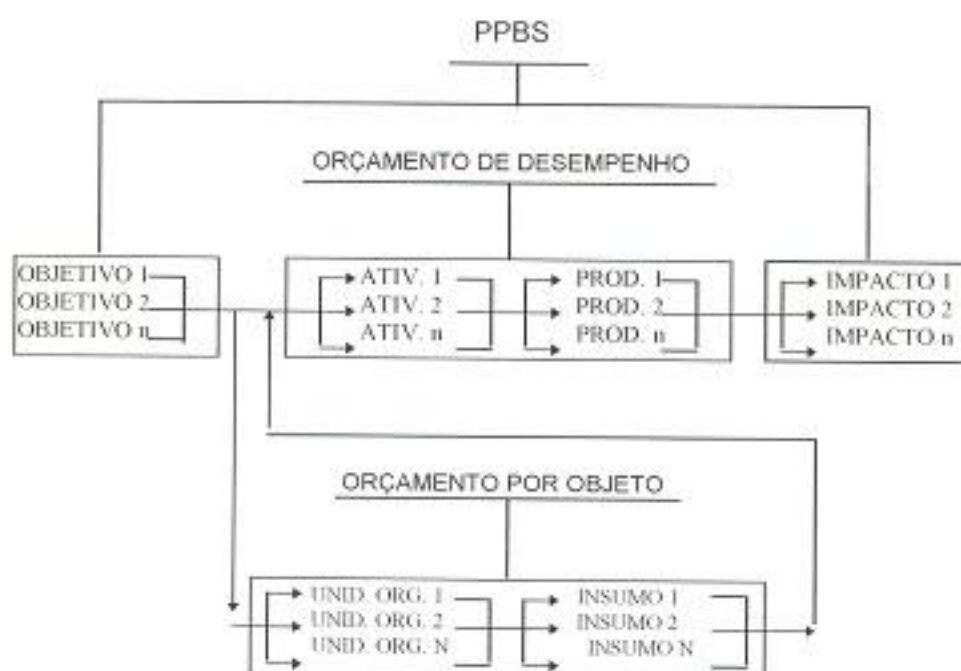 PPBS
ORÇAMENTO DE DESEMPENHO
OBJETIVO 1
OBJETIVO 2
OBJETIVO n
ATIV. 1
ATIV. 2
ATIV. n
PROD. 1
PROD. 2
PROD. n
IMPACTO 1
IMPACTO 2
IMPACTO n
ORÇAMENTO POR OBJETO
UNID. ORG. 1
UNID. ORG. 2
UNID. ORG. N
INSUMO 1
INSUMO 2
INSUMO N